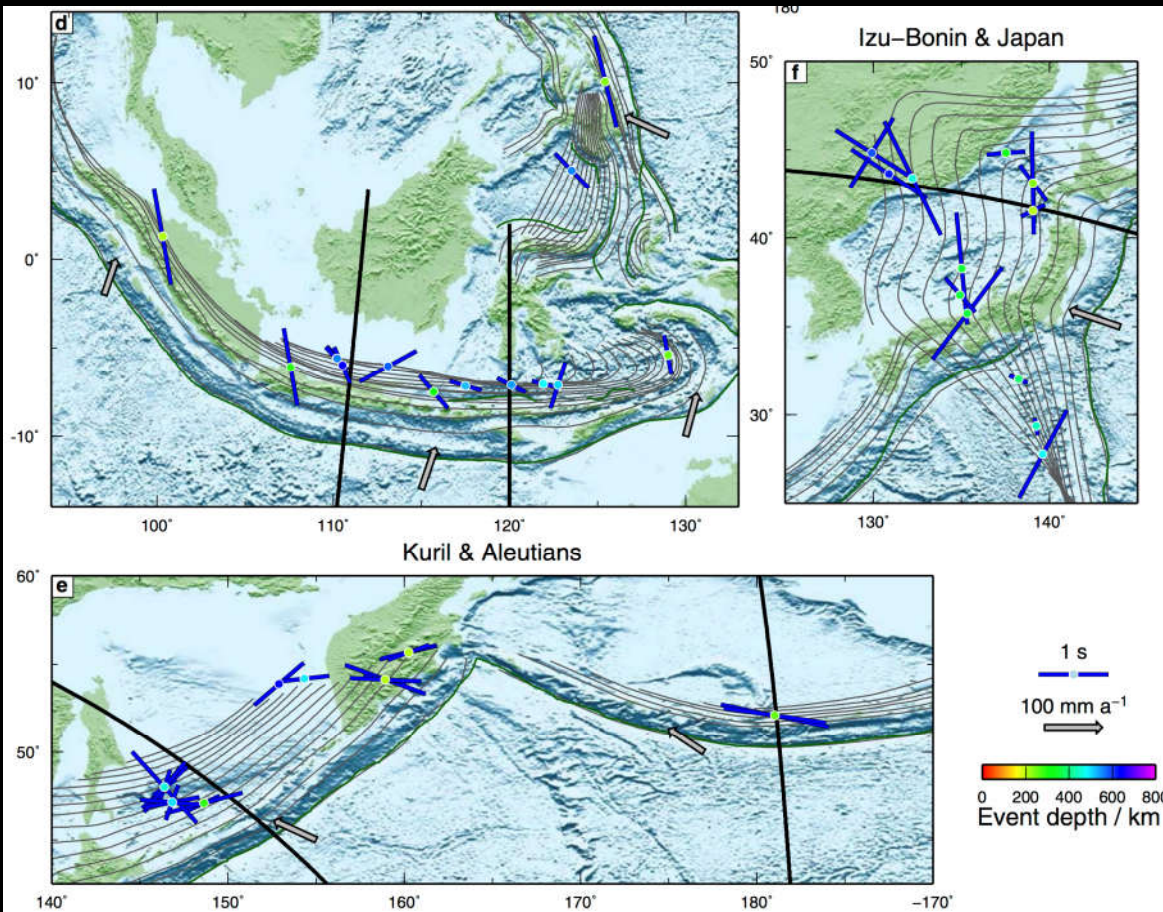 180°
d
10°
0°
-10°
100°
110°
120°
130°
Izu–Bonin & Japan
f
50°
40°
30°
130°
140°
Kuril & Aleutians
e
60°
50°
40°
140°
150°
160°
170°
180°
-170°
1 s
100 mm a⁻¹
0 200 400 600 800
Event depth / km